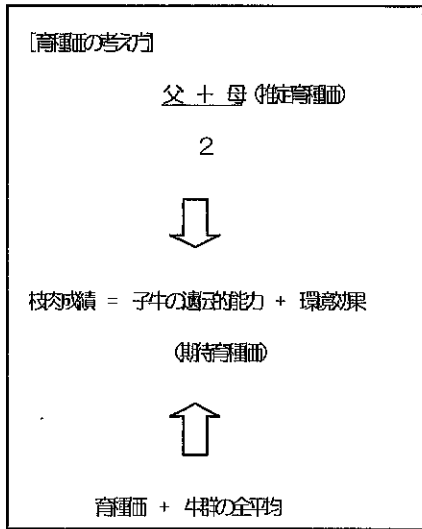 [育種価の考え方]
父 + 母 (推定育種価)
2
枝肉成績 = 子牛の遺伝的能力 + 環境効果
(期待育種価)
育種価 + 牛群の全平均